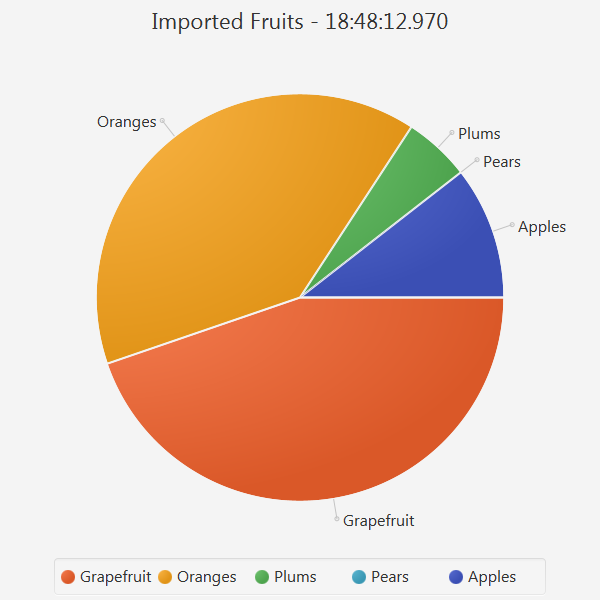 Imported Fruits - 18:48:12.970
Oranges
Plums
Pears
Apples
Grapefruit
Grapefruit Oranges Plums Pears Apples